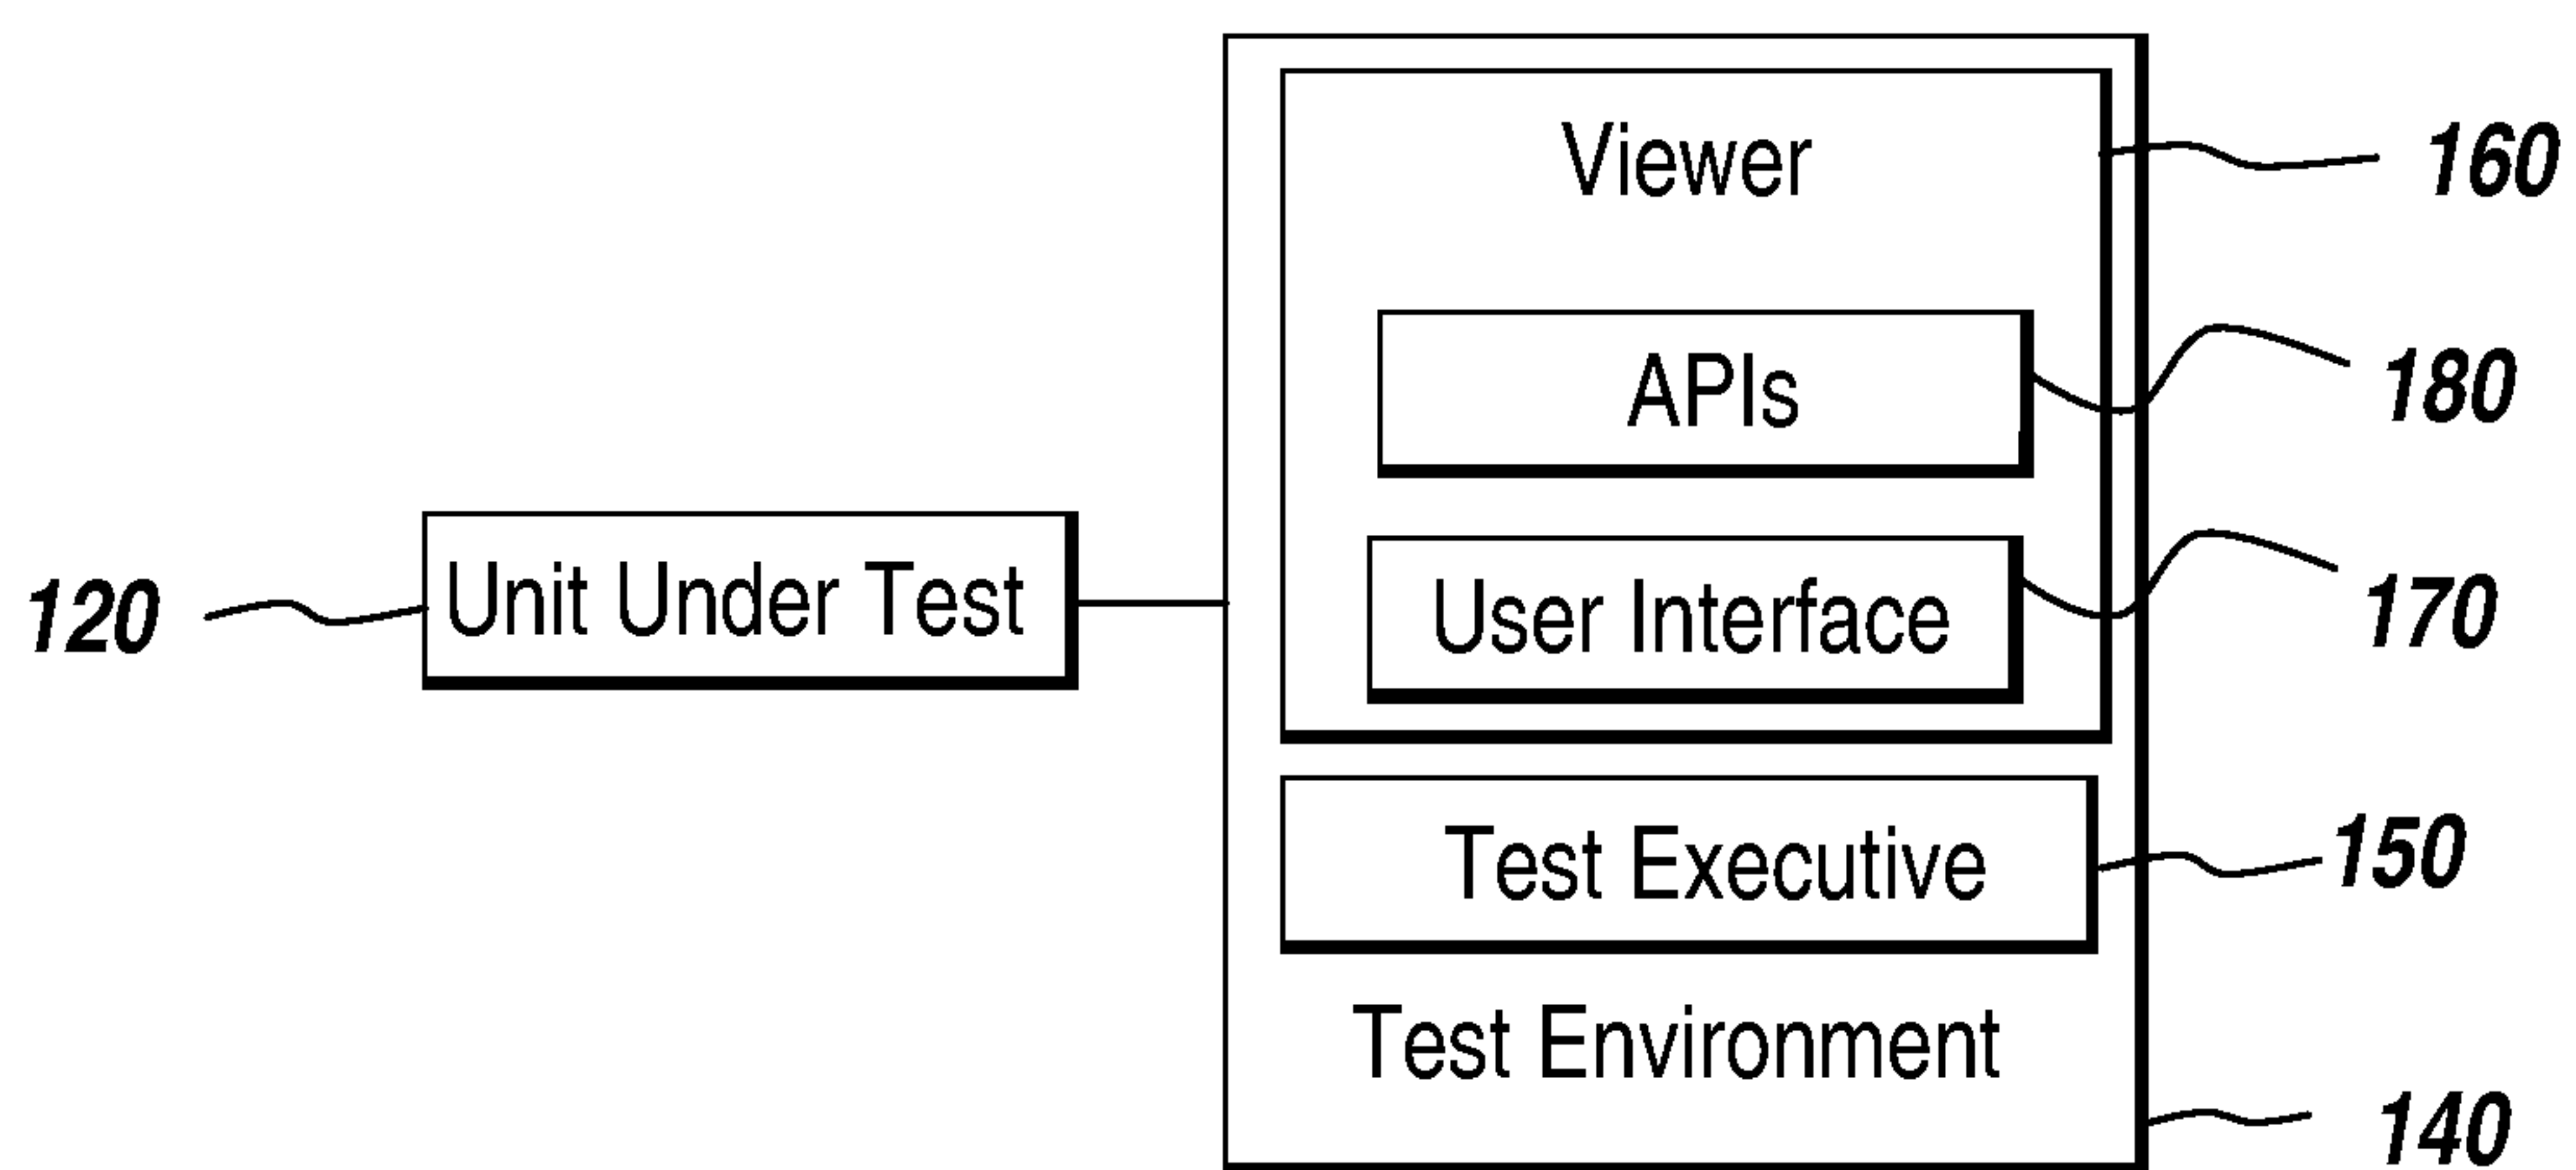 Viewer
160
APIs
180
120
Unit Under Test
User Interface
170
Test Executive
150
Test Environment
140